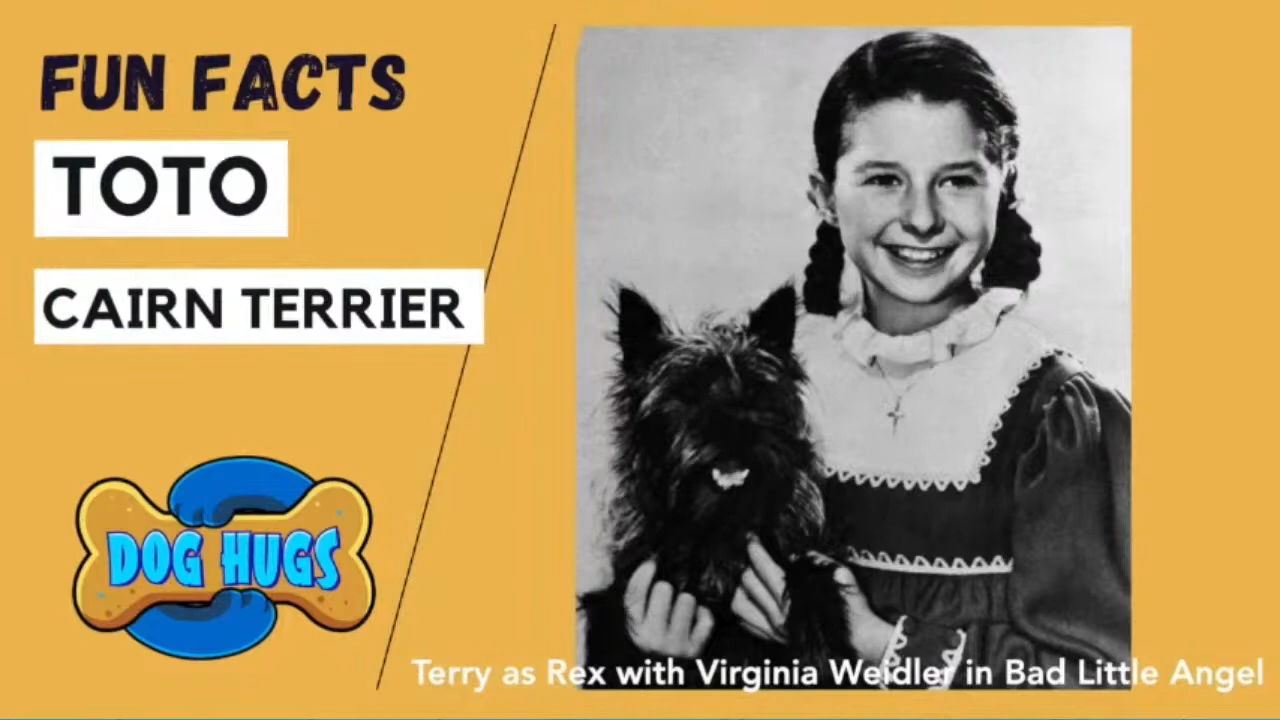 FUN FACTS
TOTO
CAIRN TERRIER
DOG HUGS
Terry as Rex with Virginia Weidler in Bad Little Angel